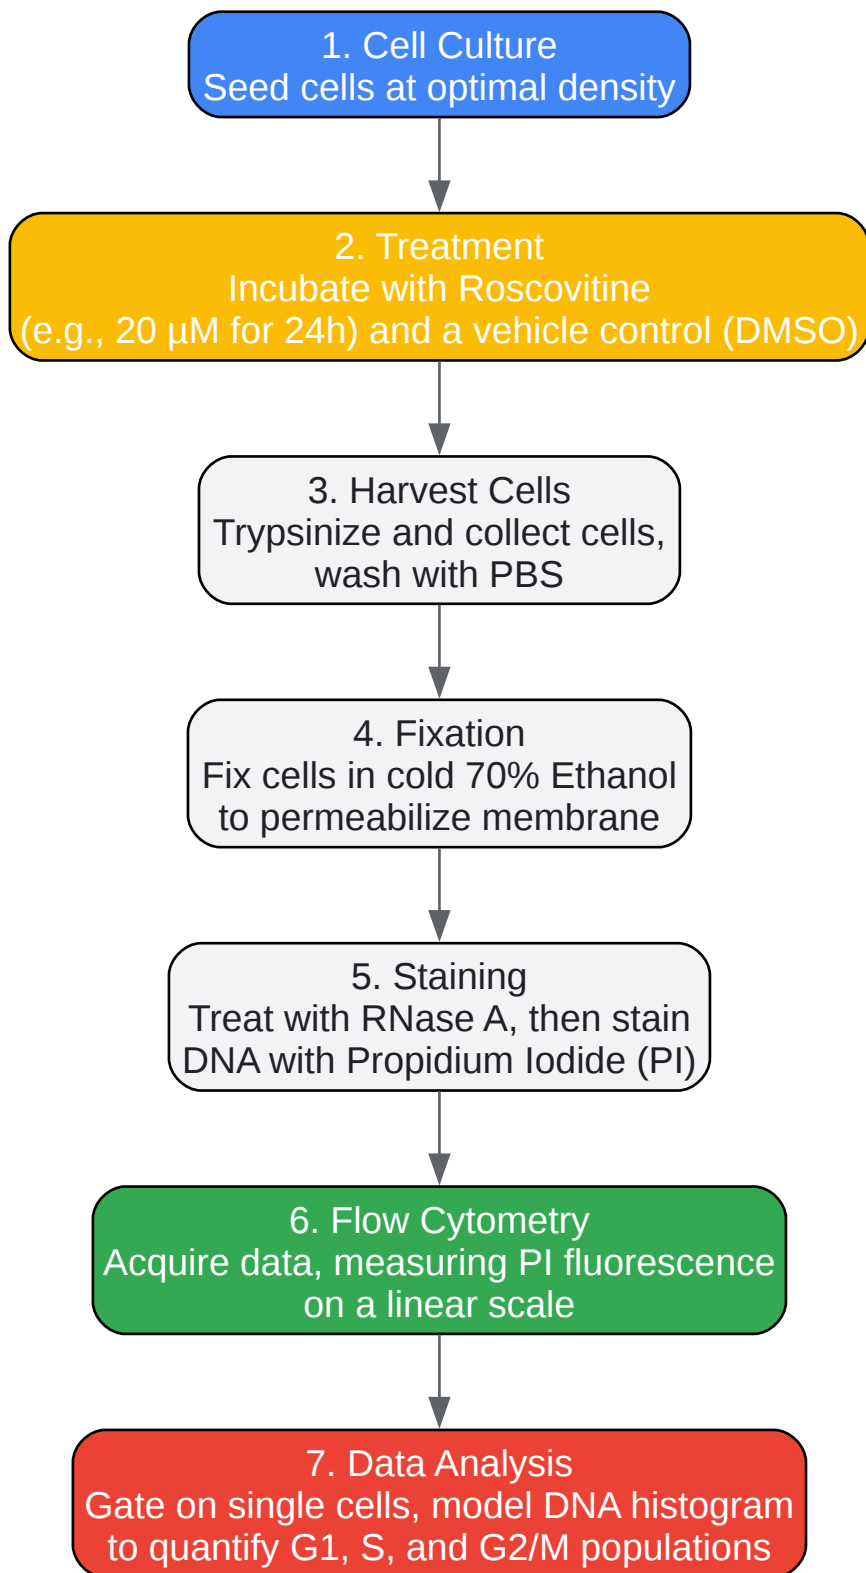 1. Cell Culture
Seed cells at optimal density
2. Treatment
Incubate with Roscovitine
(e.g., 20 µM for 24h) and a vehicle control (DMSO)
3. Harvest Cells
Trypsinize and collect cells,
wash with PBS
4. Fixation
Fix cells in cold 70% Ethanol
to permeabilize membrane
5. Staining
Treat with RNase A, then stain
DNA with Propidium Iodide (PI)
6. Flow Cytometry
Acquire data, measuring PI fluorescence
on a linear scale
7. Data Analysis
Gate on single cells, model DNA histogram
to quantify G1, S, and G2/M populations